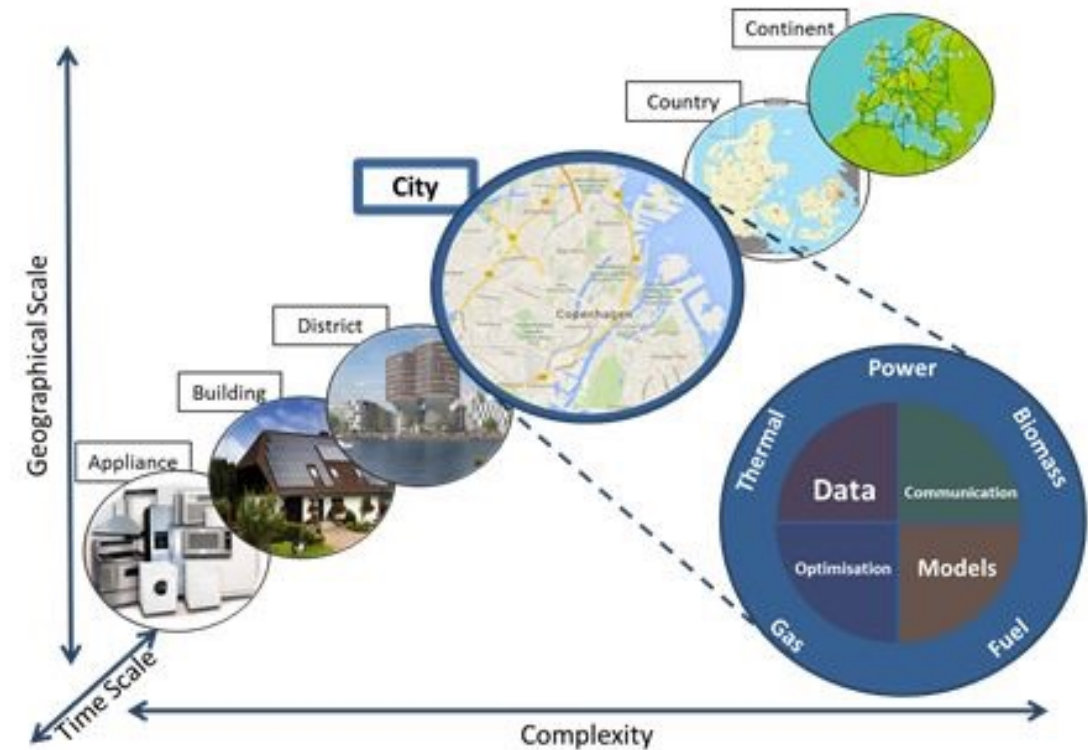 Continent
Country
City
District
Building
Appliance
Geographical Scale
Time Scale
Complexity
Power
Thermal
Biomass
Data
Communication
Optimisation
Models
Gas
Fuel
Copenhagen